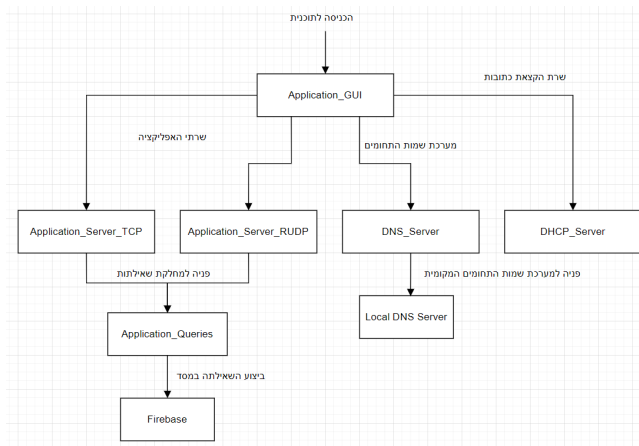 הכניסה לתוכנית
שרת הקצאת כתובות
Application_GUI
שרתי האפליקציה
מערכת שמות התחומים
Application_Server_TCP
Application_Server_RUDP
DNS_Server
DHCP_Server
פניה למחלקת שאילתות
פניה למערכת שמות התחומים המקומית
Local DNS Server
Application_Queries
ביצוע השאילתה במסד
Firebase